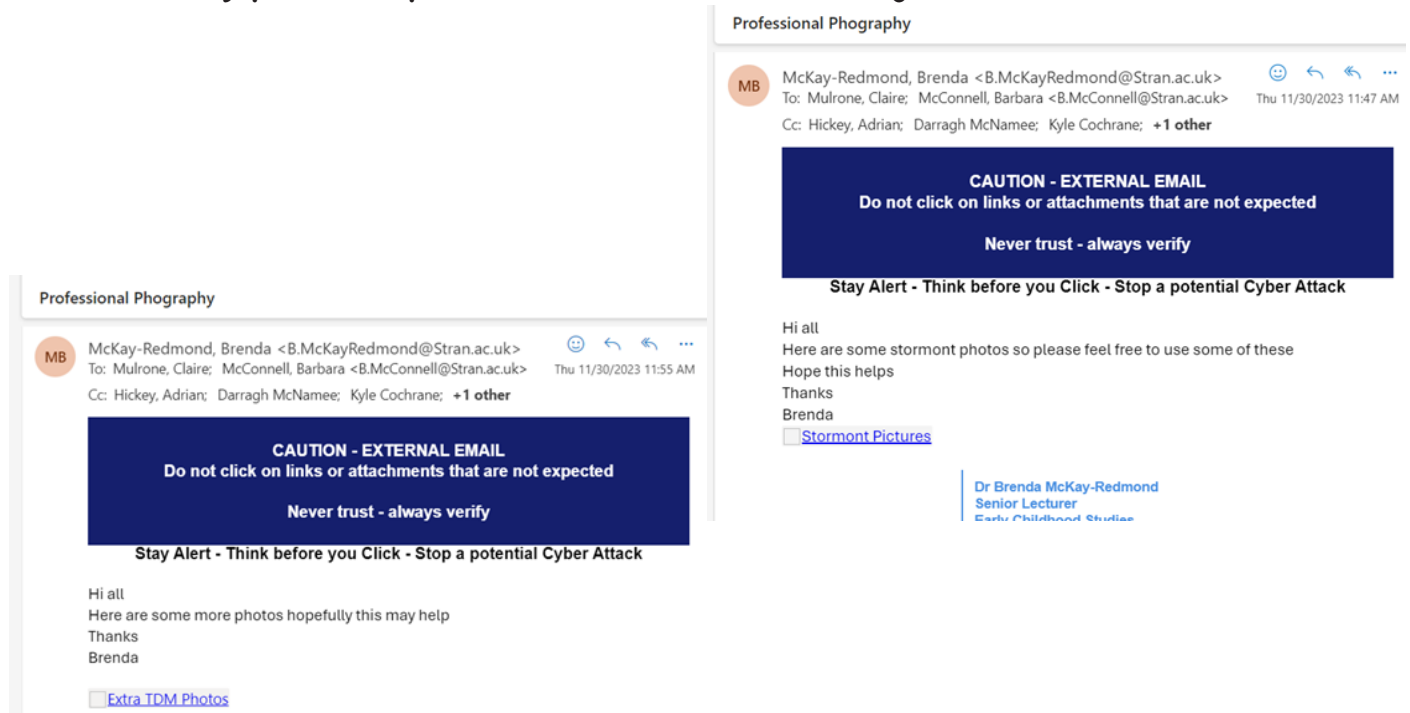 Professional Phography
MB
McKay-Redmond, Brenda <B.McKayRedmond@Stran.ac.uk>
To: Mulrone, Claire; McConnell, Barbara <B.McConnell@Stran.ac.uk>
Thu 11/30/2023 11:47 AM
Cc: Hickey, Adrian; Darragh McNamee; Kyle Cochrane; +1 other
CAUTION - EXTERNAL EMAIL
Do not click on links or attachments that are not expected
Never trust - always verify
Stay Alert - Think before you Click - Stop a potential Cyber Attack
Hi all
Here are some stormont photos so please feel free to use some of these
Hope this helps
Thanks
Brenda
Stormont Pictures
Dr Brenda McKay-Redmond
Senior Lecturer
Early Childhood Studies
Professional Phography
MB
McKay-Redmond, Brenda <B.McKayRedmond@Stran.ac.uk>
To: Mulrone, Claire; McConnell, Barbara <B.McConnell@Stran.ac.uk>
Thu 11/30/2023 11:55 AM
Cc: Hickey, Adrian; Darragh McNamee; Kyle Cochrane; +1 other
CAUTION - EXTERNAL EMAIL
Do not click on links or attachments that are not expected
Never trust - always verify
Stay Alert - Think before you Click - Stop a potential Cyber Attack
Hi all
Here are some more photos hopefully this may help
Thanks
Brenda
Extra TDM Photos